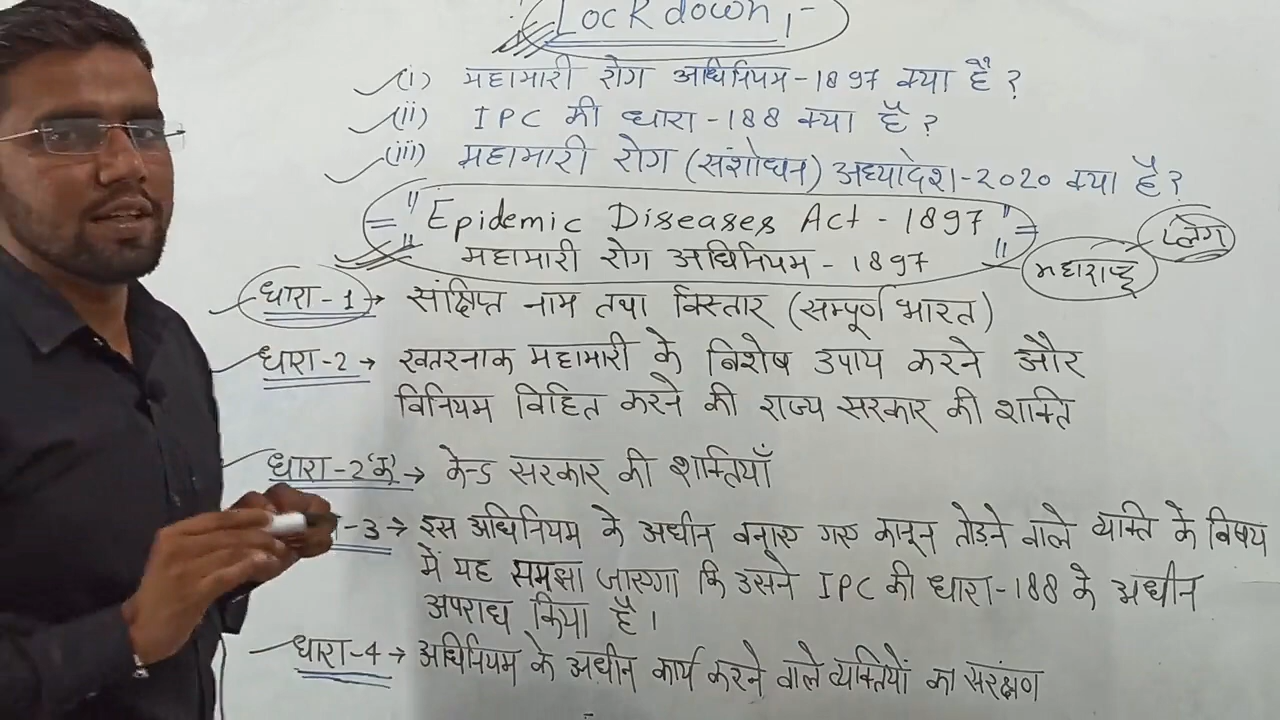 Lockdown,-
(i) महामारी रोग अधिनियम-1897 क्या है ?
(ii) IPC की धारा-188 क्या है ?
(iii) महामारी रोग (संशोधन) अध्यादेश-2020 क्या है ?
"Epidemic Diseases Act-1897"
महामारी रोग अधिनियम-1897
महाराष्ट्र
प्लेग
धारा-1→ संक्षिप्त नाम तथा विस्तार (सम्पूर्ण भारत)
धारा-2→ खतरनाक महामारी के विशेष उपाय करने और
विनियम विहित करने की राज्य सरकार की शक्ति
धारा-2'क'→ केन्द्र सरकार की शक्तियाँ
-3→ इस अधिनियम के अधीन बनाए गए कानून तोड़ने वाले व्यक्ति के विषय
में यह समझा जाएगा कि उसने IPC की धारा-188 के अधीन
अपराध किया है।
धारा-4→ अधिनियम के अधीन कार्य करने वाले व्यक्तियों का सरंक्षण